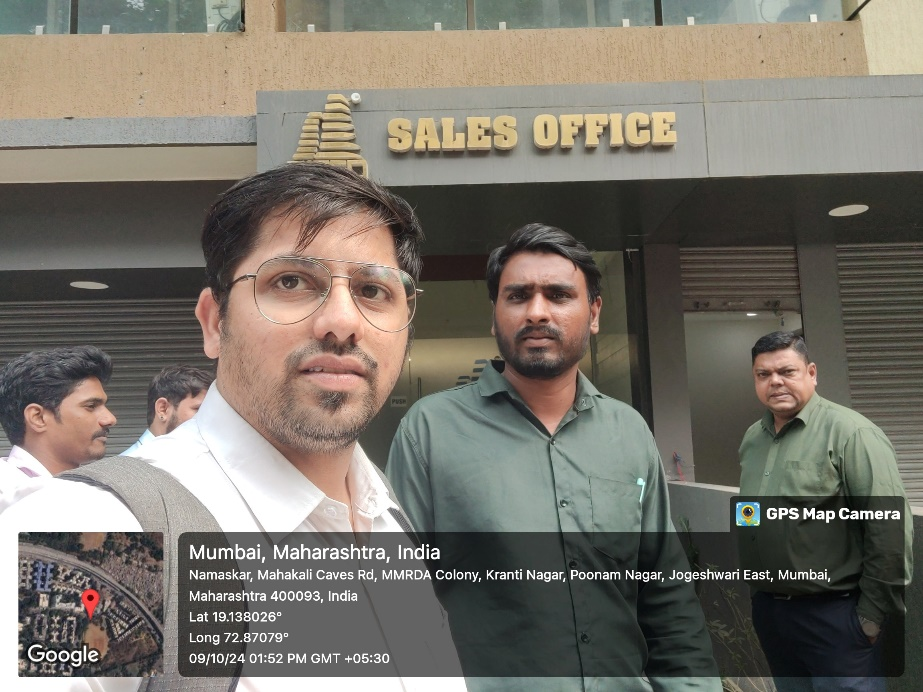 SALES OFFICE
PUSH
GPS Map Camera
Mumbai, Maharashtra, India
Namaskar, Mahakali Caves Rd, MMRDA Colony, Kranti Nagar, Poonam Nagar, Jogeshwari East, Mumbai,
Maharashtra 400093, India
Lat 19.138026°
Long 72.87079°
09/10/24 01:52 PM GMT +05:30
Google